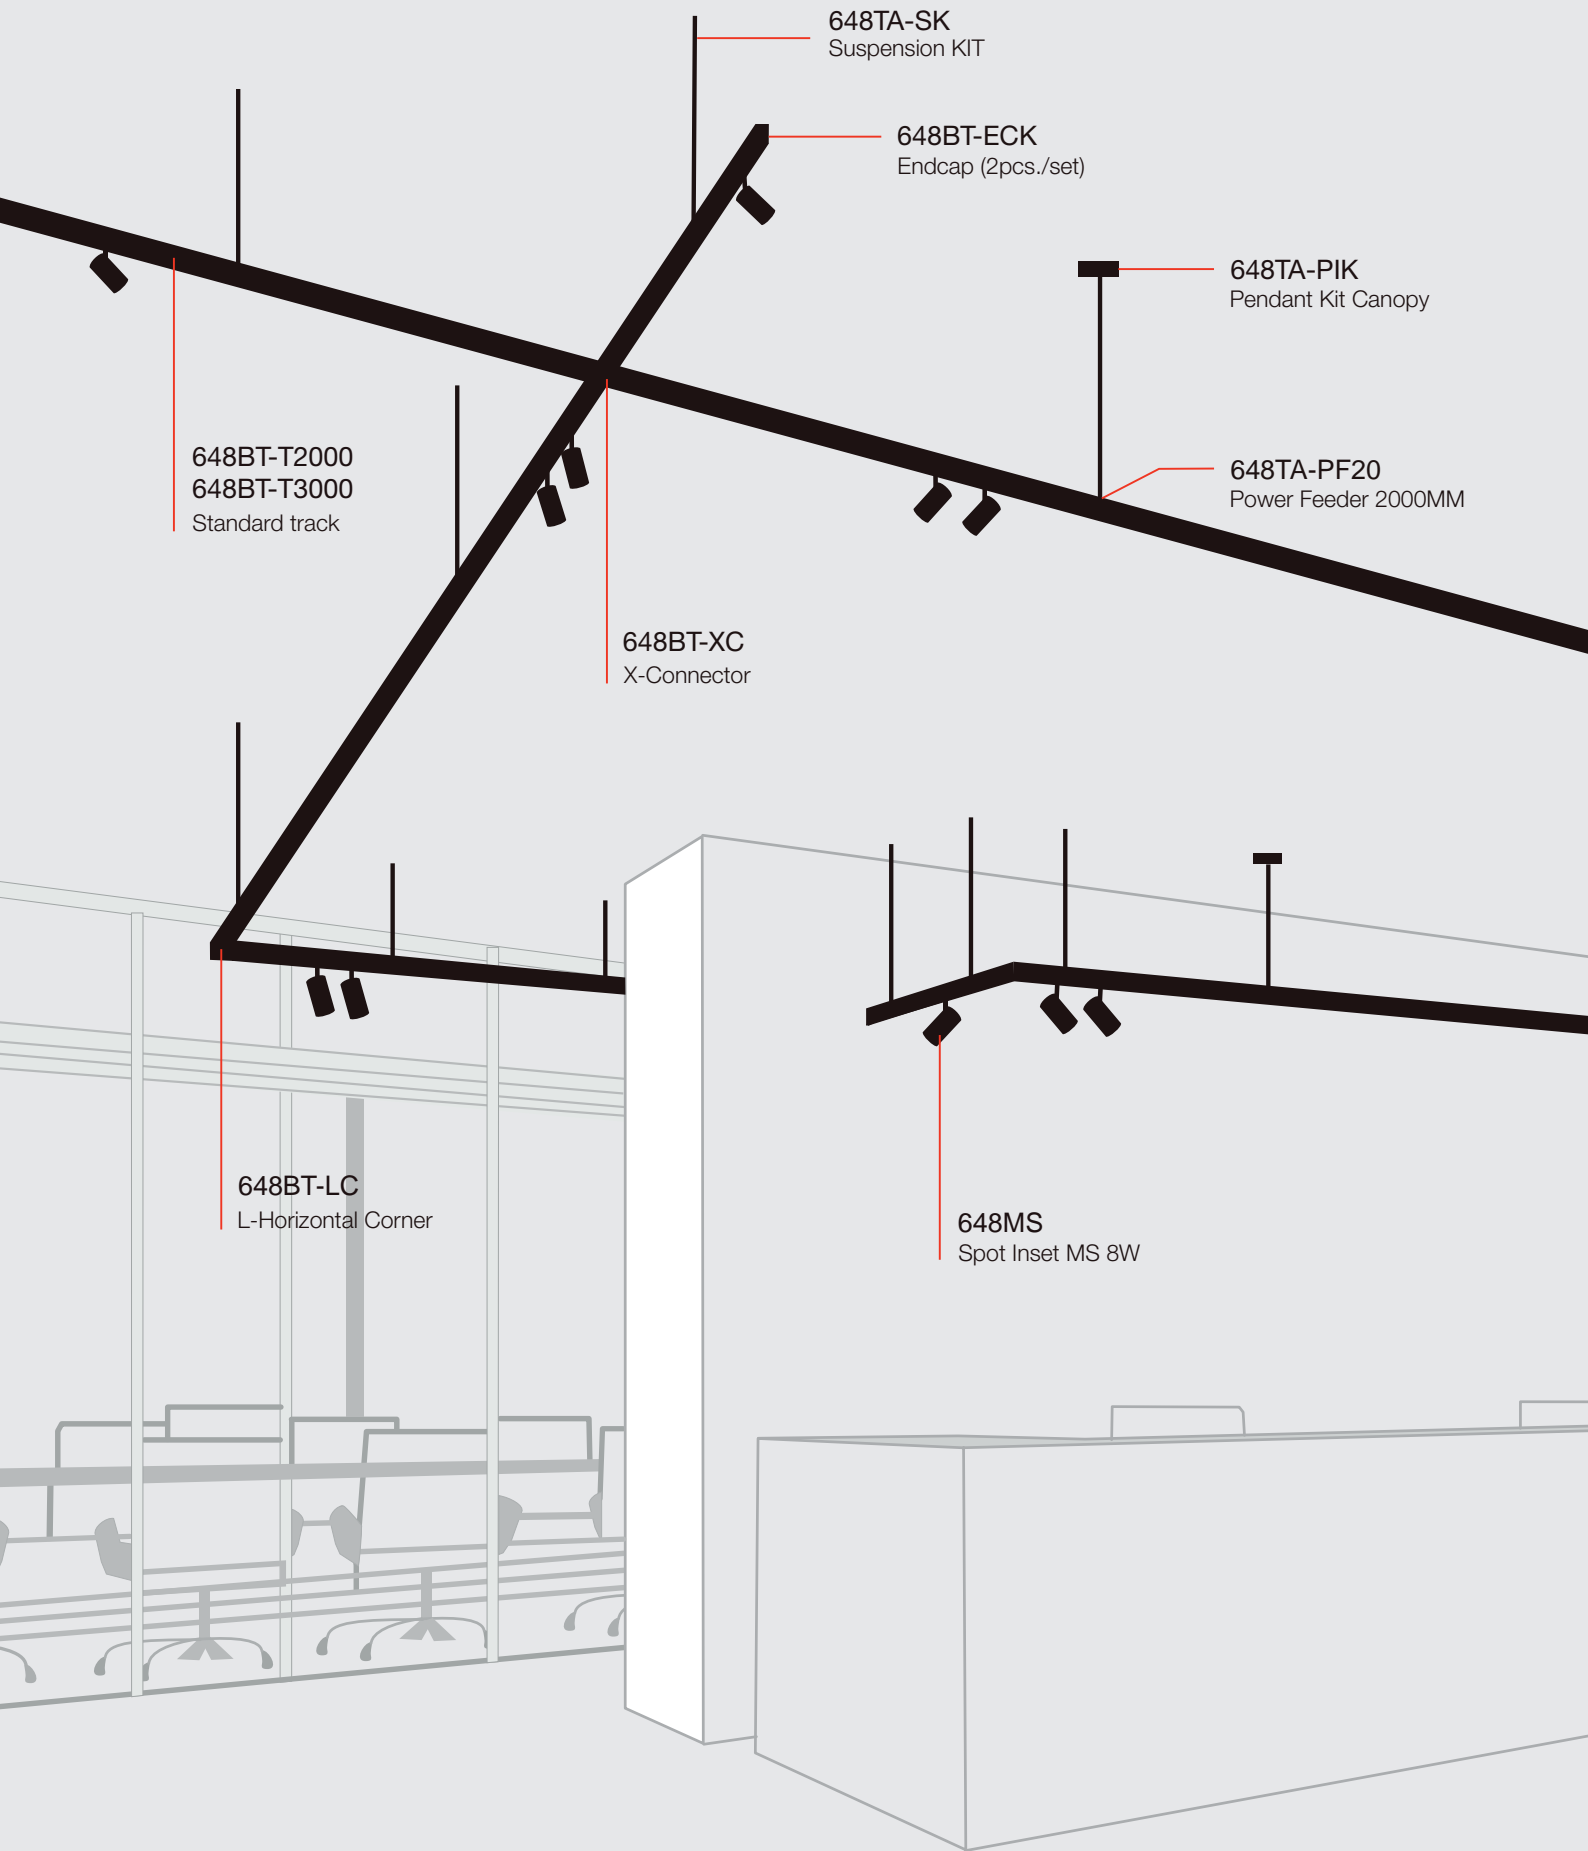 648TA-SK
Suspension KIT
648BT-ECK
Endcap (2pcs./set)
648TA-PIK
Pendant Kit Canopy
648BT-T2000
648BT-T3000
Standard track
648TA-PF20
Power Feeder 2000MM
648BT-XC
X-Connector
648BT-LC
L-Horizontal Corner
648MS
Spot Inset MS 8W